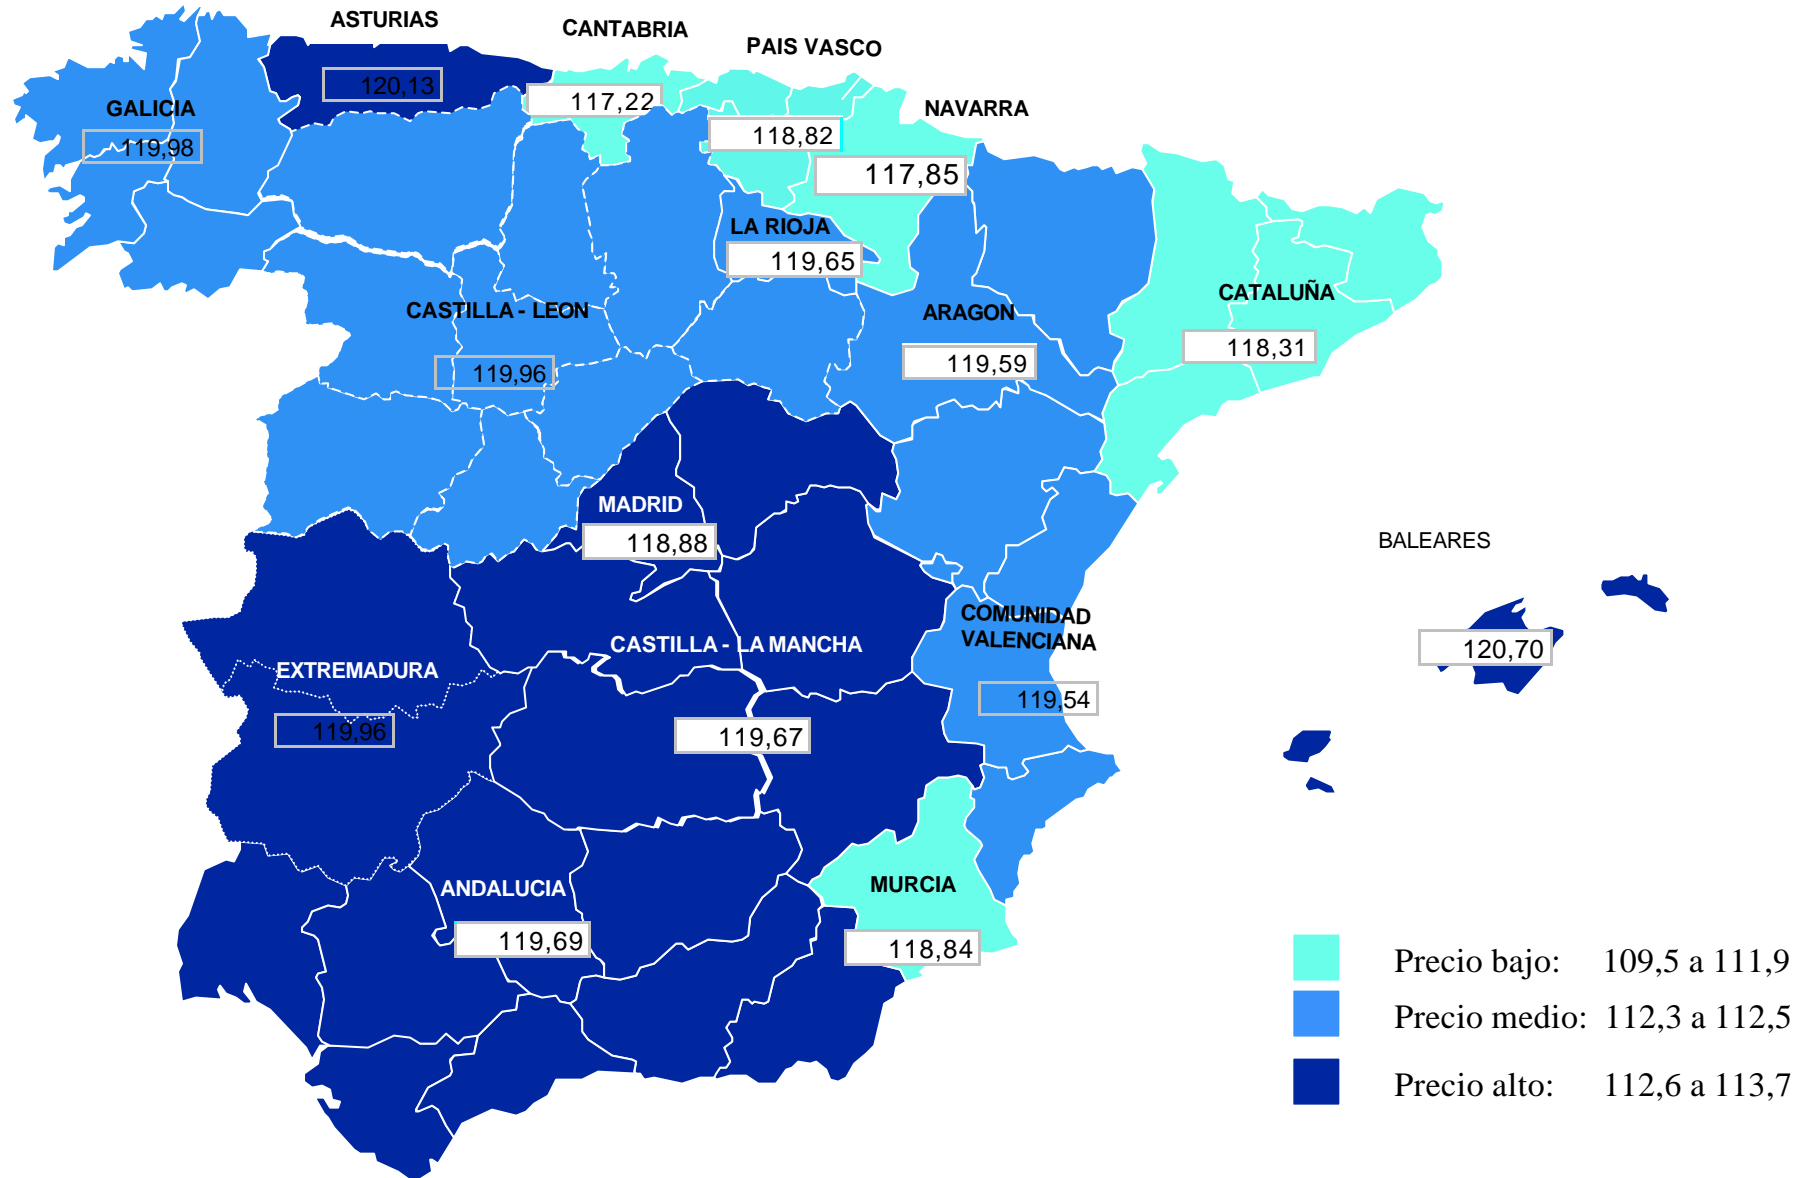 ASTURIAS
120,13
CANTABRIA
117,22
PAIS VASCO
118,82
NAVARRA
117,85
GALICIA
119,98
LA RIOJA
119,65
CASTILLA - LEON
119,96
ARAGON
119,59
CATALUÑA
118,31
MADRID
118,88
BALEARES
120,70
COMUNIDAD
VALENCIANA
119,54
CASTILLA - LA MANCHA
119,67
EXTREMADURA
119,96
ANDALUCIA
119,69
MURCIA
118,84
Precio bajo: 109,5 a 111,9
Precio medio: 112,3 a 112,5
Precio alto: 112,6 a 113,7